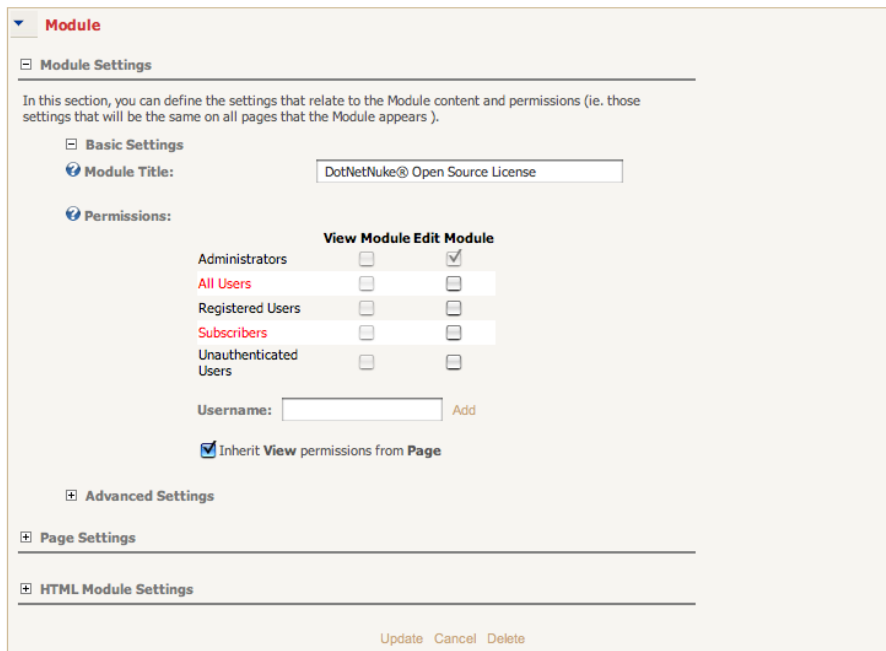 Module
Module Settings
In this section, you can define the settings that relate to the Module content and permissions (ie. those
settings that will be the same on all pages that the Module appears ).
Basic Settings
Module Title: DotNetNuke® Open Source License
Permissions:
View Module Edit Module
Administrators
All Users
Registered Users
Subscribers
Unauthenticated
Users
Username: Add
Inherit View permissions from Page
Advanced Settings
Page Settings
HTML Module Settings
Update Cancel Delete